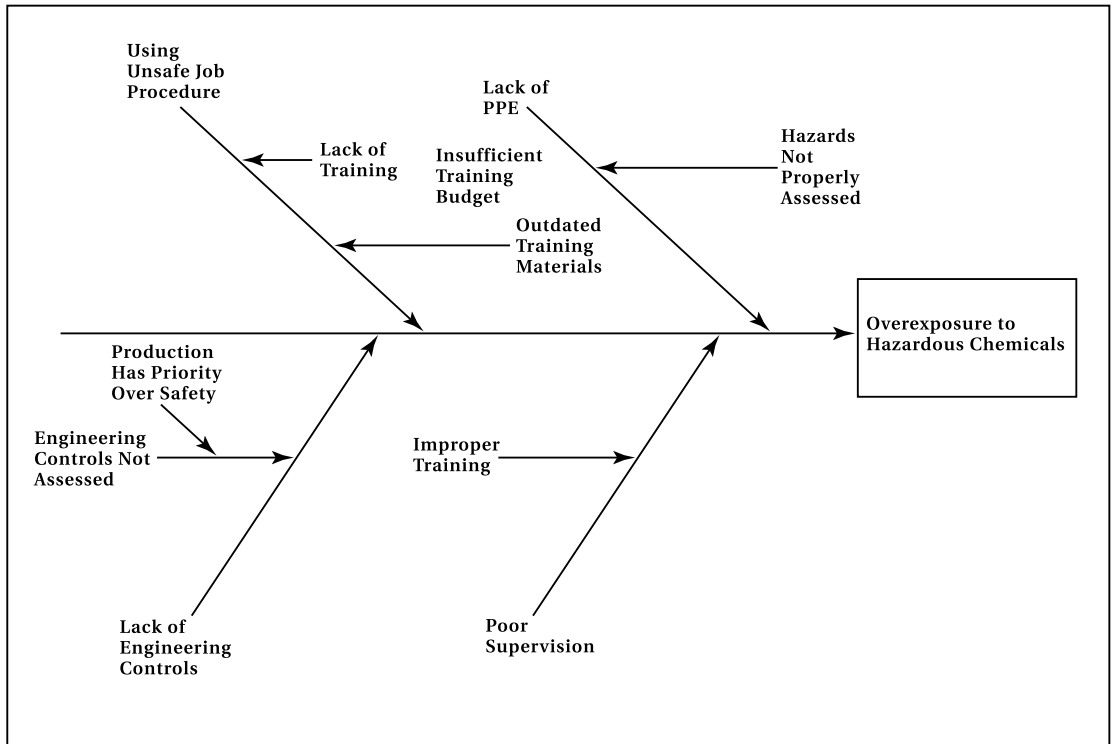 Using
Unsafe Job
Procedure
Lack of
PPE
Hazards
Not
Properly
Assessed
Lack of
Training
Insufficient
Training
Budget
Outdated
Training
Materials
Overexposure to
Hazardous Chemicals
Production
Has Priority
Over Safety
Engineering
Controls Not
Assessed
Improper
Training
Lack of
Engineering
Controls
Poor
Supervision